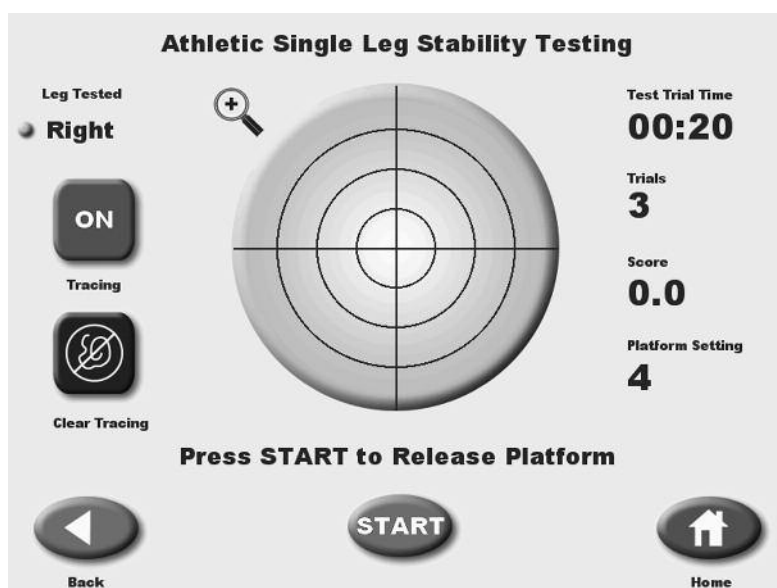 Athletic Single Leg Stability Testing
Leg Tested
Right
ON
Tracing
Clear Tracing
Test Trial Time
00:20
Trials
3
Score
0.0
Platform Setting
4
Press START to Release Platform
START
Back
Home